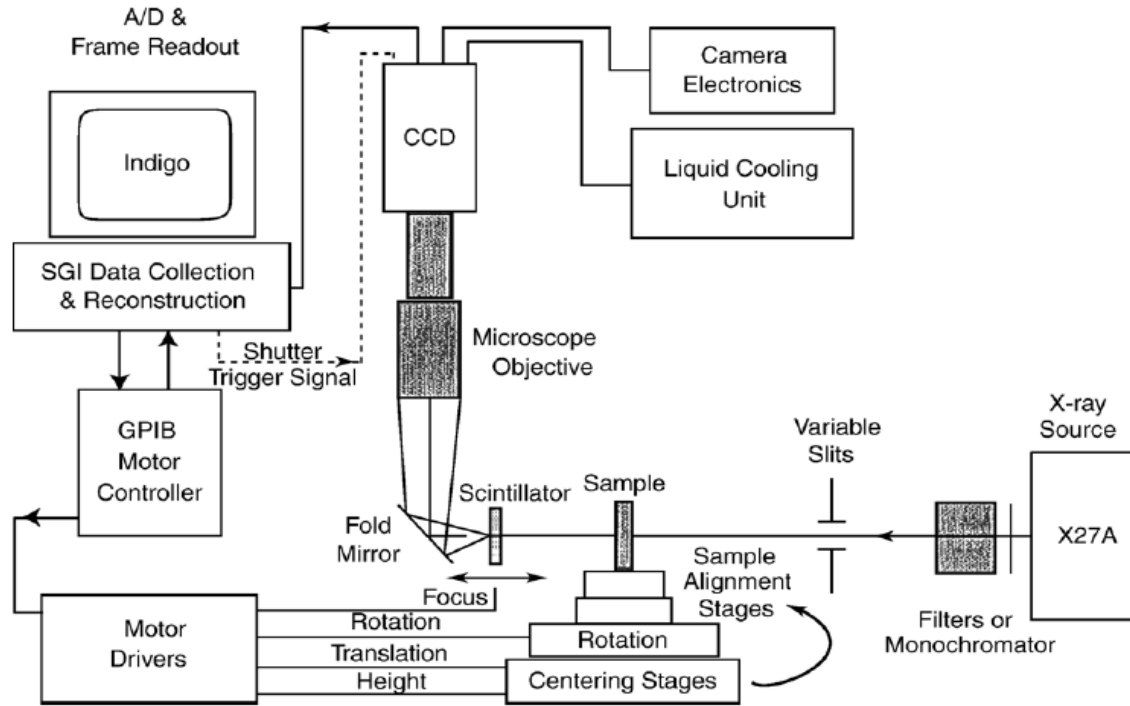 A/D &
Frame Readout
Indigo
SGI Data Collection
& Reconstruction
CCD
Camera
Electronics
Liquid Cooling
Unit
Shutter
Trigger Signal
Microscope
Objective
GPIB
Motor
Controller
Fold
Mirror
Scintillator
Sample
Variable
Slits
X-ray
Source
X27A
Filters or
Monochromator
Sample
Alignment
Stages
Focus
Motor
Drivers
Rotation
Translation
Height
Rotation
Centering Stages